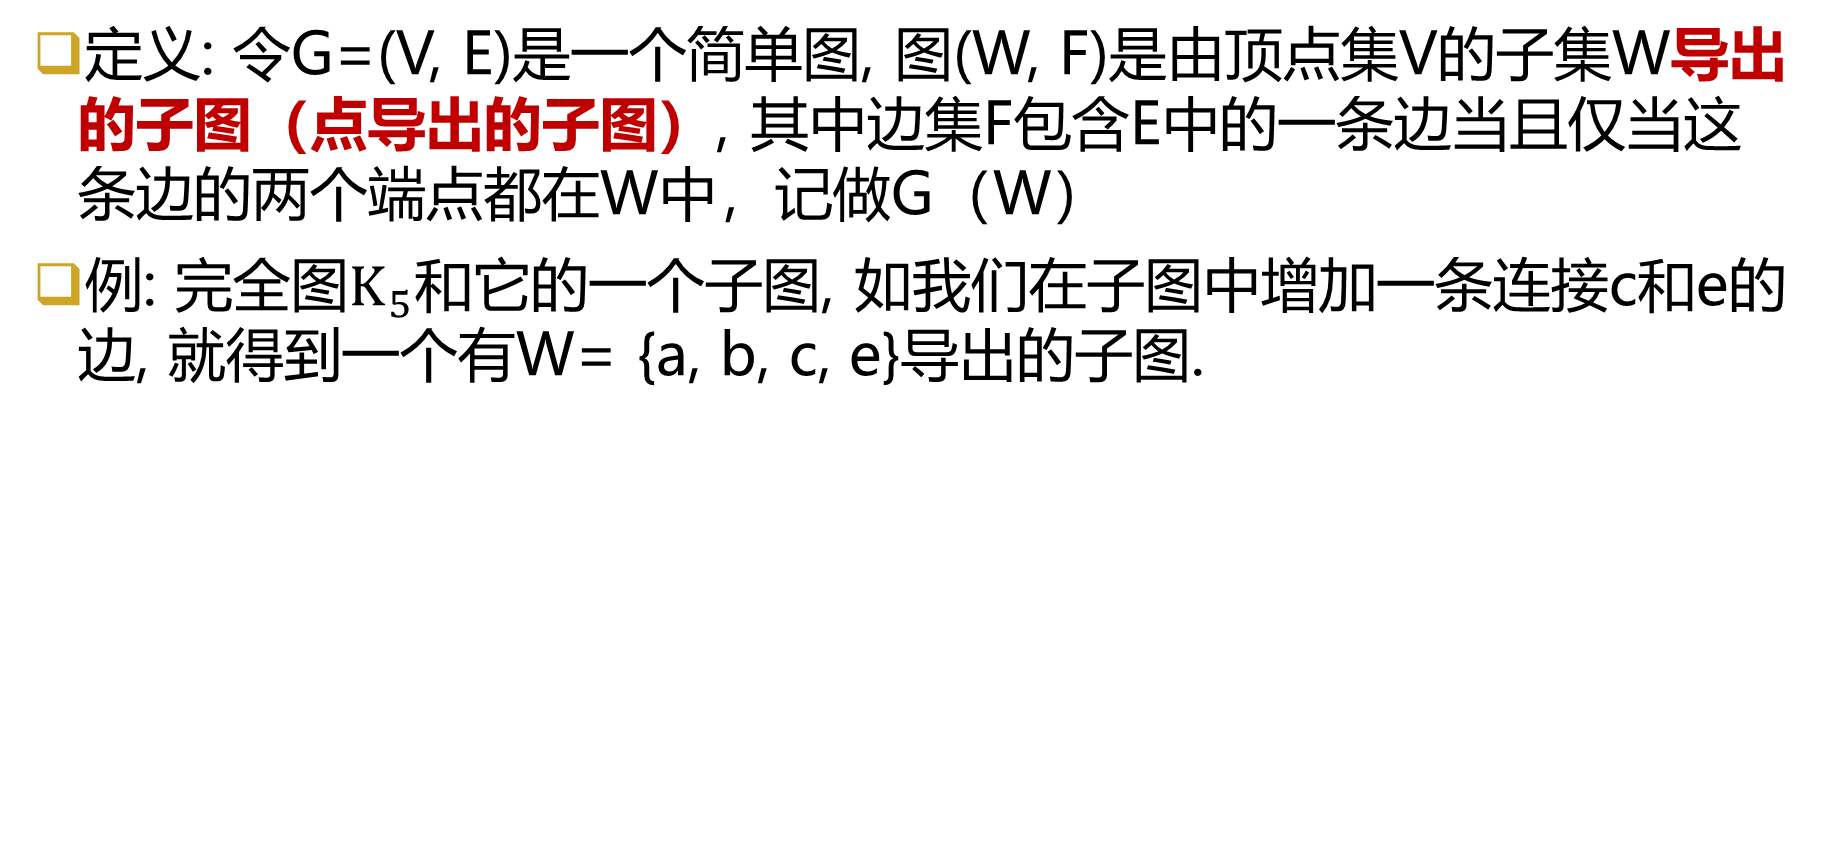 定义: 令G=(V, E)是一个简单图, 图(W, F)是由顶点集V的子集W导出
的子图（点导出的子图）, 其中边集F包含E中的一条边当且仅当这
条边的两个端点都在W中，记做G（W）
例: 完全图K₅和它的一个子图, 如我们在子图中增加一条连接c和e的
边, 就得到一个有W= {a, b, c, e}导出的子图.